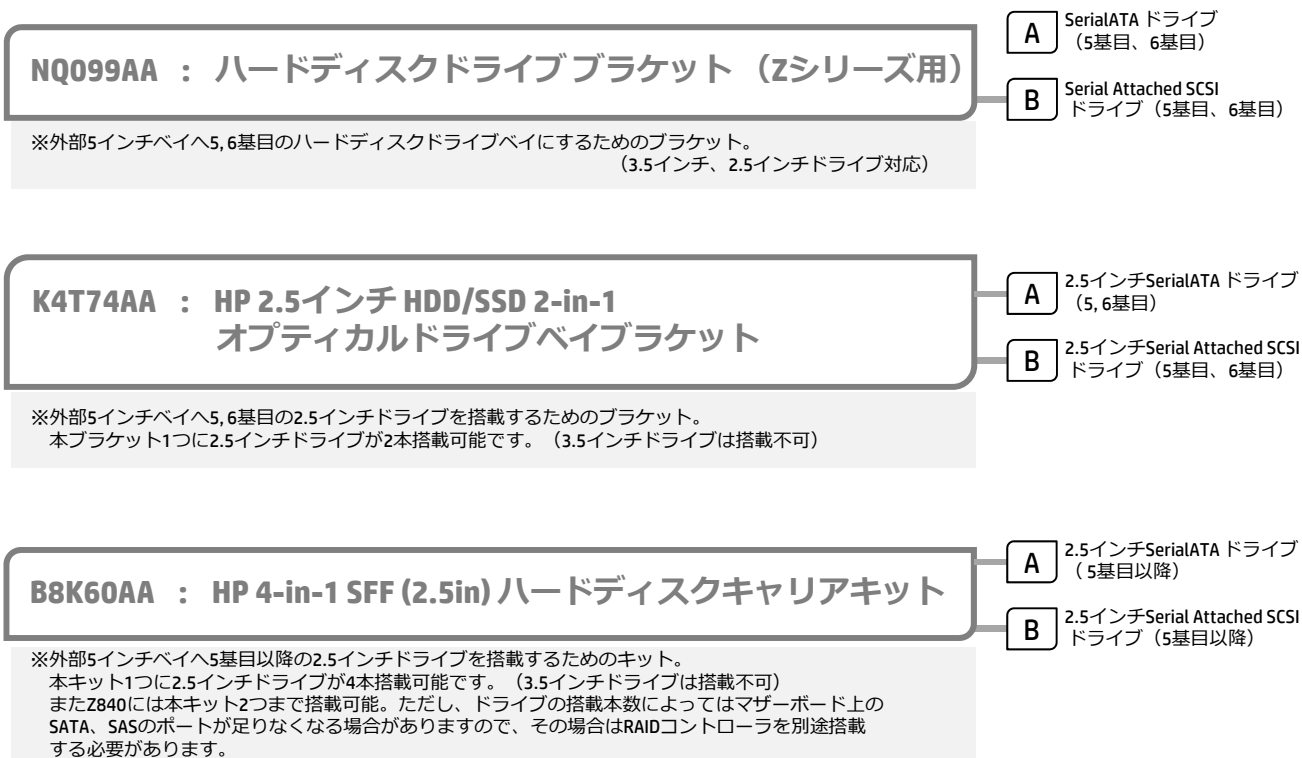 NQ099AA : ハードディスクドライブ ブラケット （Zシリーズ用）
A
SerialATA ドライブ
（5基目、6基目）
B
Serial Attached SCSI
ドライブ（5基目、6基目）
※外部5インチベイへ5, 6基目のハードディスクドライブベイにするためのブラケット。
（3.5インチ、2.5インチドライブ対応）
K4T74AA : HP 2.5インチ HDD/SSD 2-in-1
オプティカルドライブベイブラケット
A
2.5インチSerialATA ドライブ
（5, 6基目）
B
2.5インチSerial Attached SCSI
ドライブ（5基目、6基目）
※外部5インチベイへ5, 6基目の2.5インチドライブを搭載するためのブラケット。
本ブラケット1つに2.5インチドライブが2本搭載可能です。（3.5インチドライブは搭載不可）
B8K60AA : HP 4-in-1 SFF (2.5in) ハードディスクキャリアキット
A
2.5インチSerialATA ドライブ
（ 5基目以降）
B
2.5インチSerial Attached SCSI
ドライブ（5基目以降）
※外部5インチベイへ5基目以降の2.5インチドライブを搭載するためのキット。
本キット1つに2.5インチドライブが4本搭載可能です。（3.5インチドライブは搭載不可）
またZ840には本キット2つまで搭載可能。ただし、ドライブの搭載本数によってはマザーボード上の
SATA、SASのポートが足りなくなる場合がありますので、その場合はRAIDコントローラを別途搭載
する必要があります。